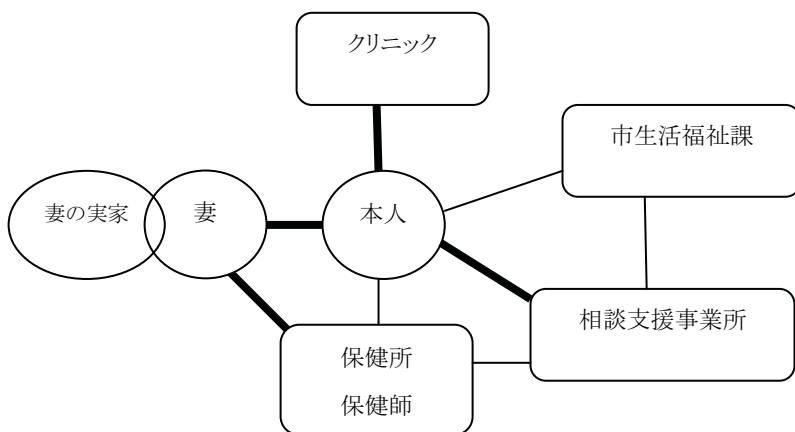 クリニック
市生活福祉課
妻の実家
妻
本人
相談支援事業所
保健所
保健師